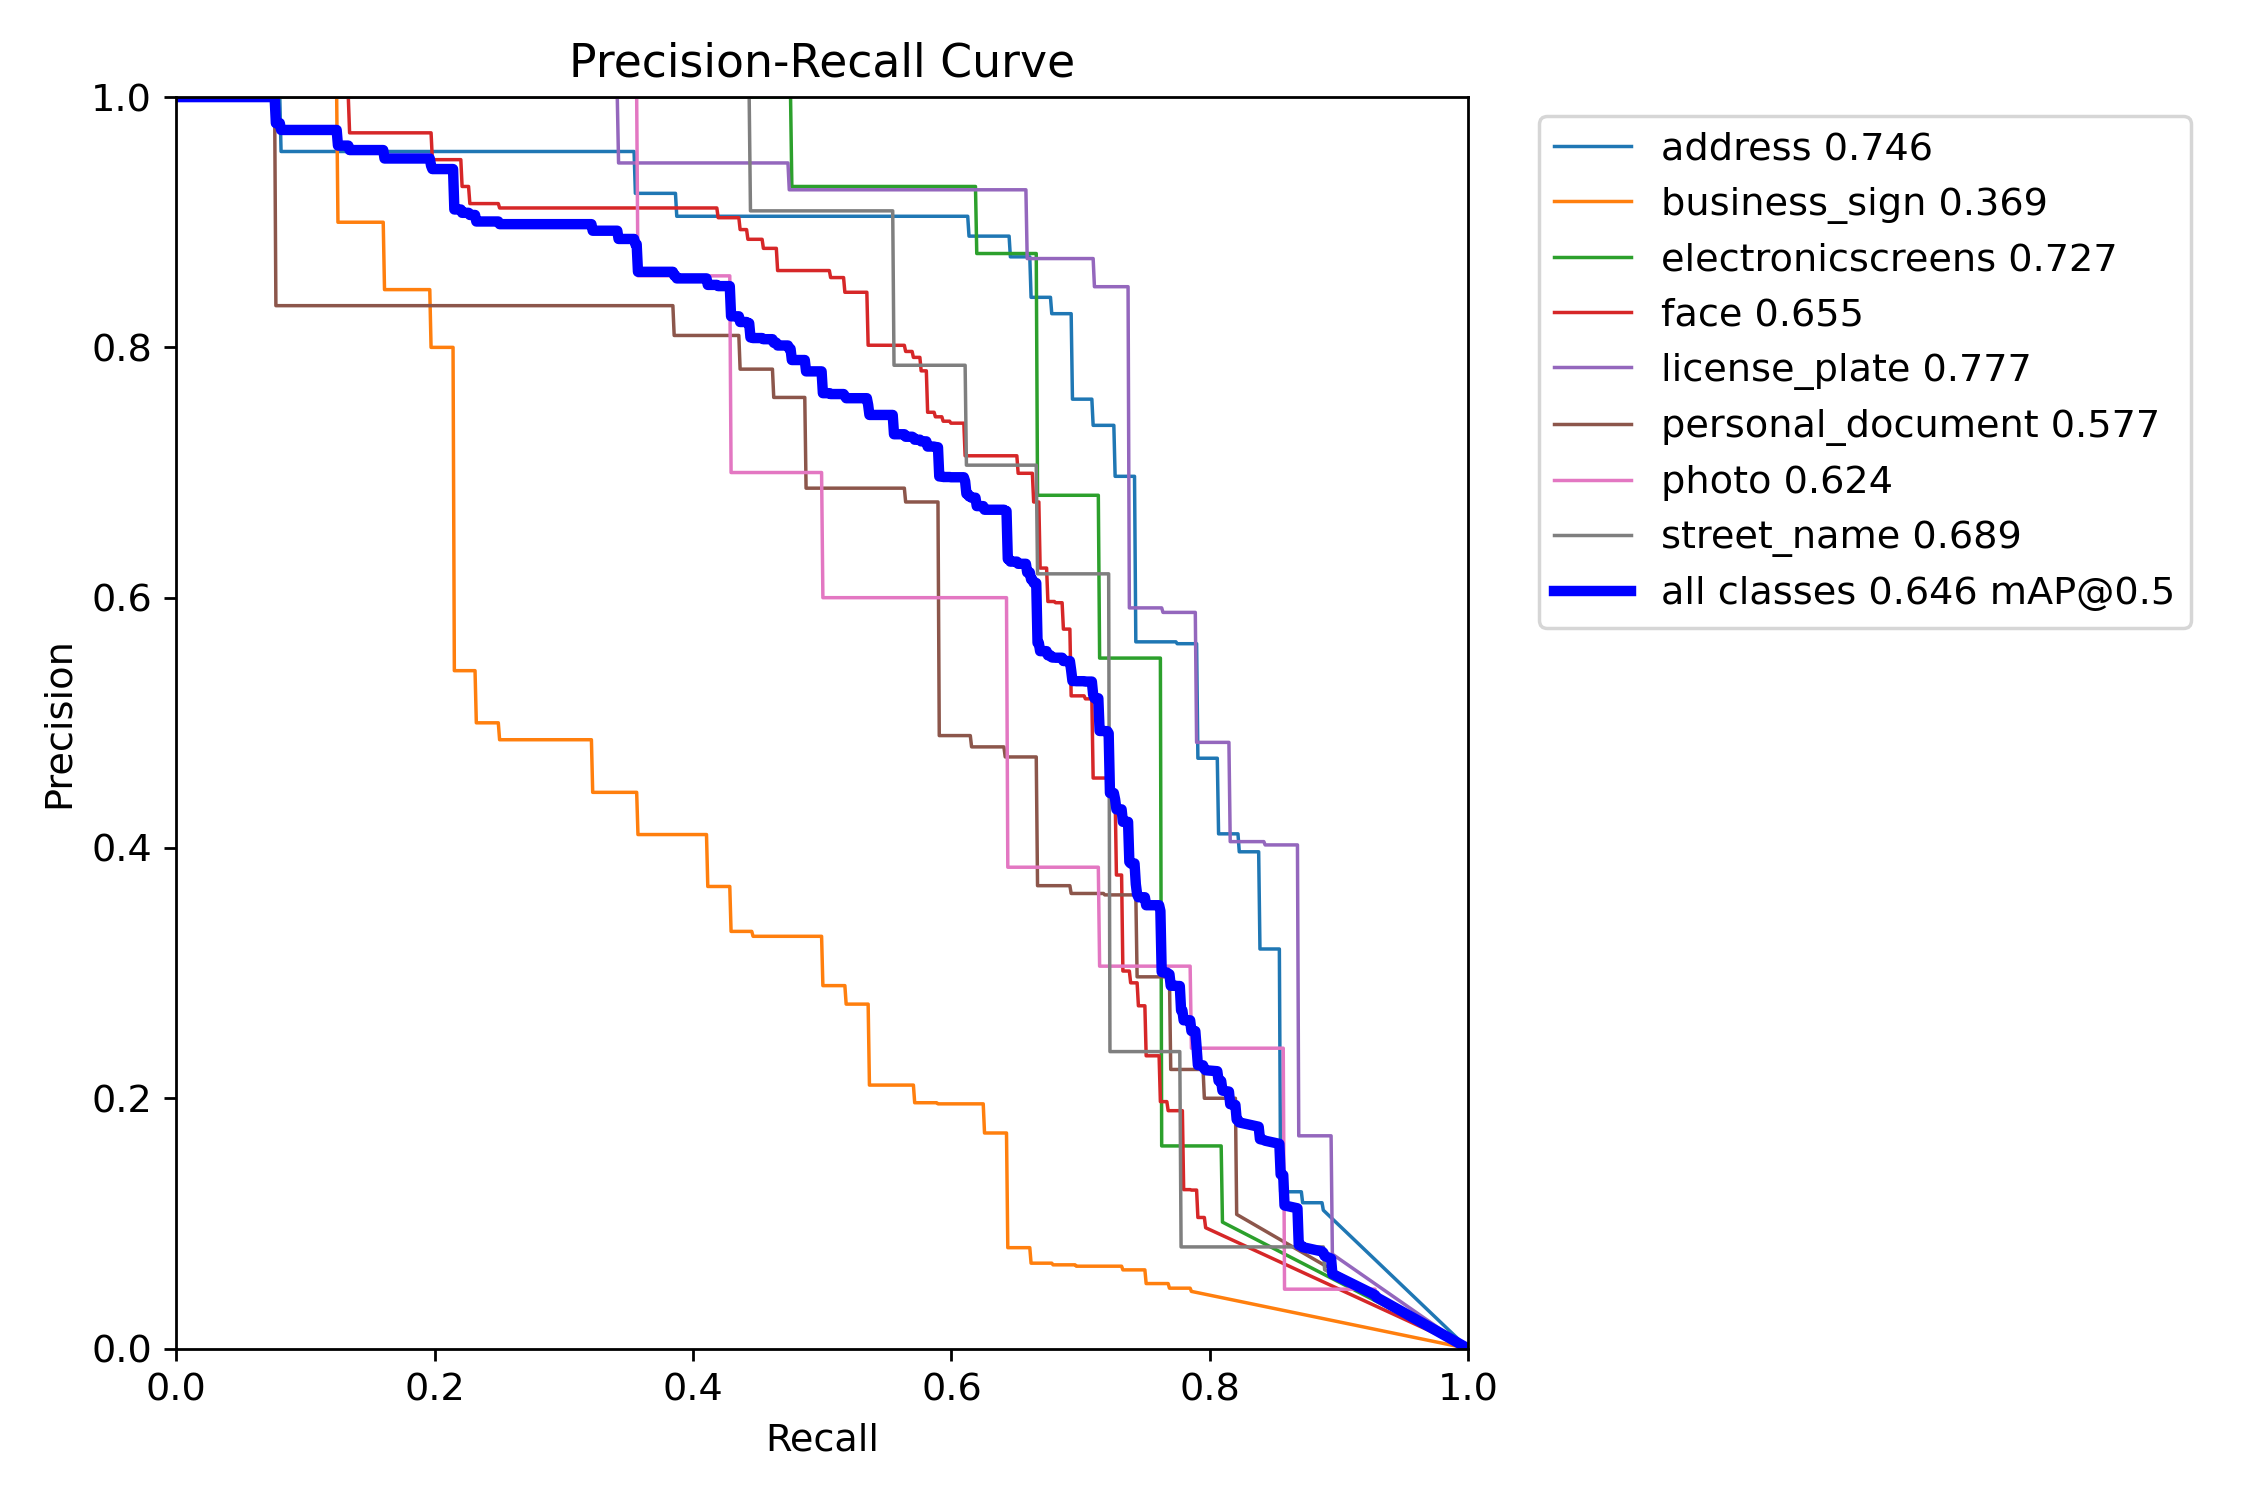 Precision-Recall Curve
1.0
0.8
0.6
0.4
0.2
0.0
Precision
0.0 0.2 0.4 0.6 0.8 1.0
Recall
address 0.746
business_sign 0.369
electronicscreens 0.727
face 0.655
license_plate 0.777
personal_document 0.577
photo 0.624
street_name 0.689
all classes 0.646 mAP@0.5